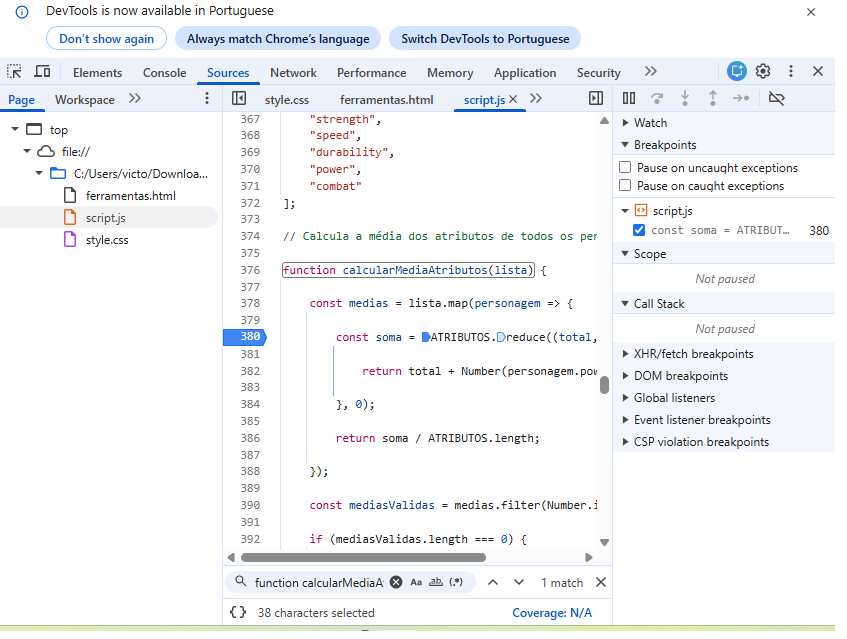 DevTools is now available in Portuguese
Don't show again
Always match Chrome's language
Switch DevTools to Portuguese
Elements Console Sources Network Performance Memory Application Security
Page Workspace
style.css ferramentas.html script.js
top
file://
C:/Users/victo/Downloa...
ferramentas.html
script.js
style.css
367 "strength",
368 "speed",
369 "durability",
370 "power",
371 "combat"
372 ];
373
374 // Calcula a média dos atributos de todos os per
375
376 function calcularMediaAtributos(lista) {
377
378 const medias = lista.map(personagem => {
379
380 const soma = ATRIBUTOS.reduce((total,
381
382 return total + Number(personagem.pow
383
384 }, 0);
385
386 return soma / ATRIBUTOS.length;
387
388 });
389
390 const mediasValidas = medias.filter(Number.i
391
392 if (mediasValidas.length === 0) {
function calcularMediaA
Aa ab (.*)
1 match
{} 38 characters selected
Coverage: N/A
Watch
Breakpoints
Pause on uncaught exceptions
Pause on caught exceptions
script.js
const soma = ATRIBUT... 380
Scope
Not paused
Call Stack
Not paused
XHR/fetch breakpoints
DOM breakpoints
Global listeners
Event listener breakpoints
CSP violation breakpoints